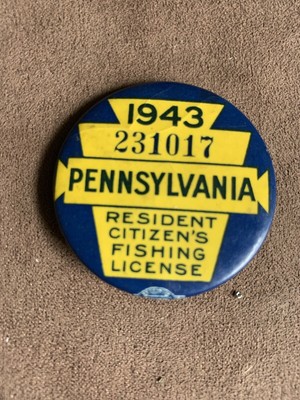 1943
231017
PENNSYLVANIA
RESIDENT
CITIZEN'S
FISHING
LICENSE